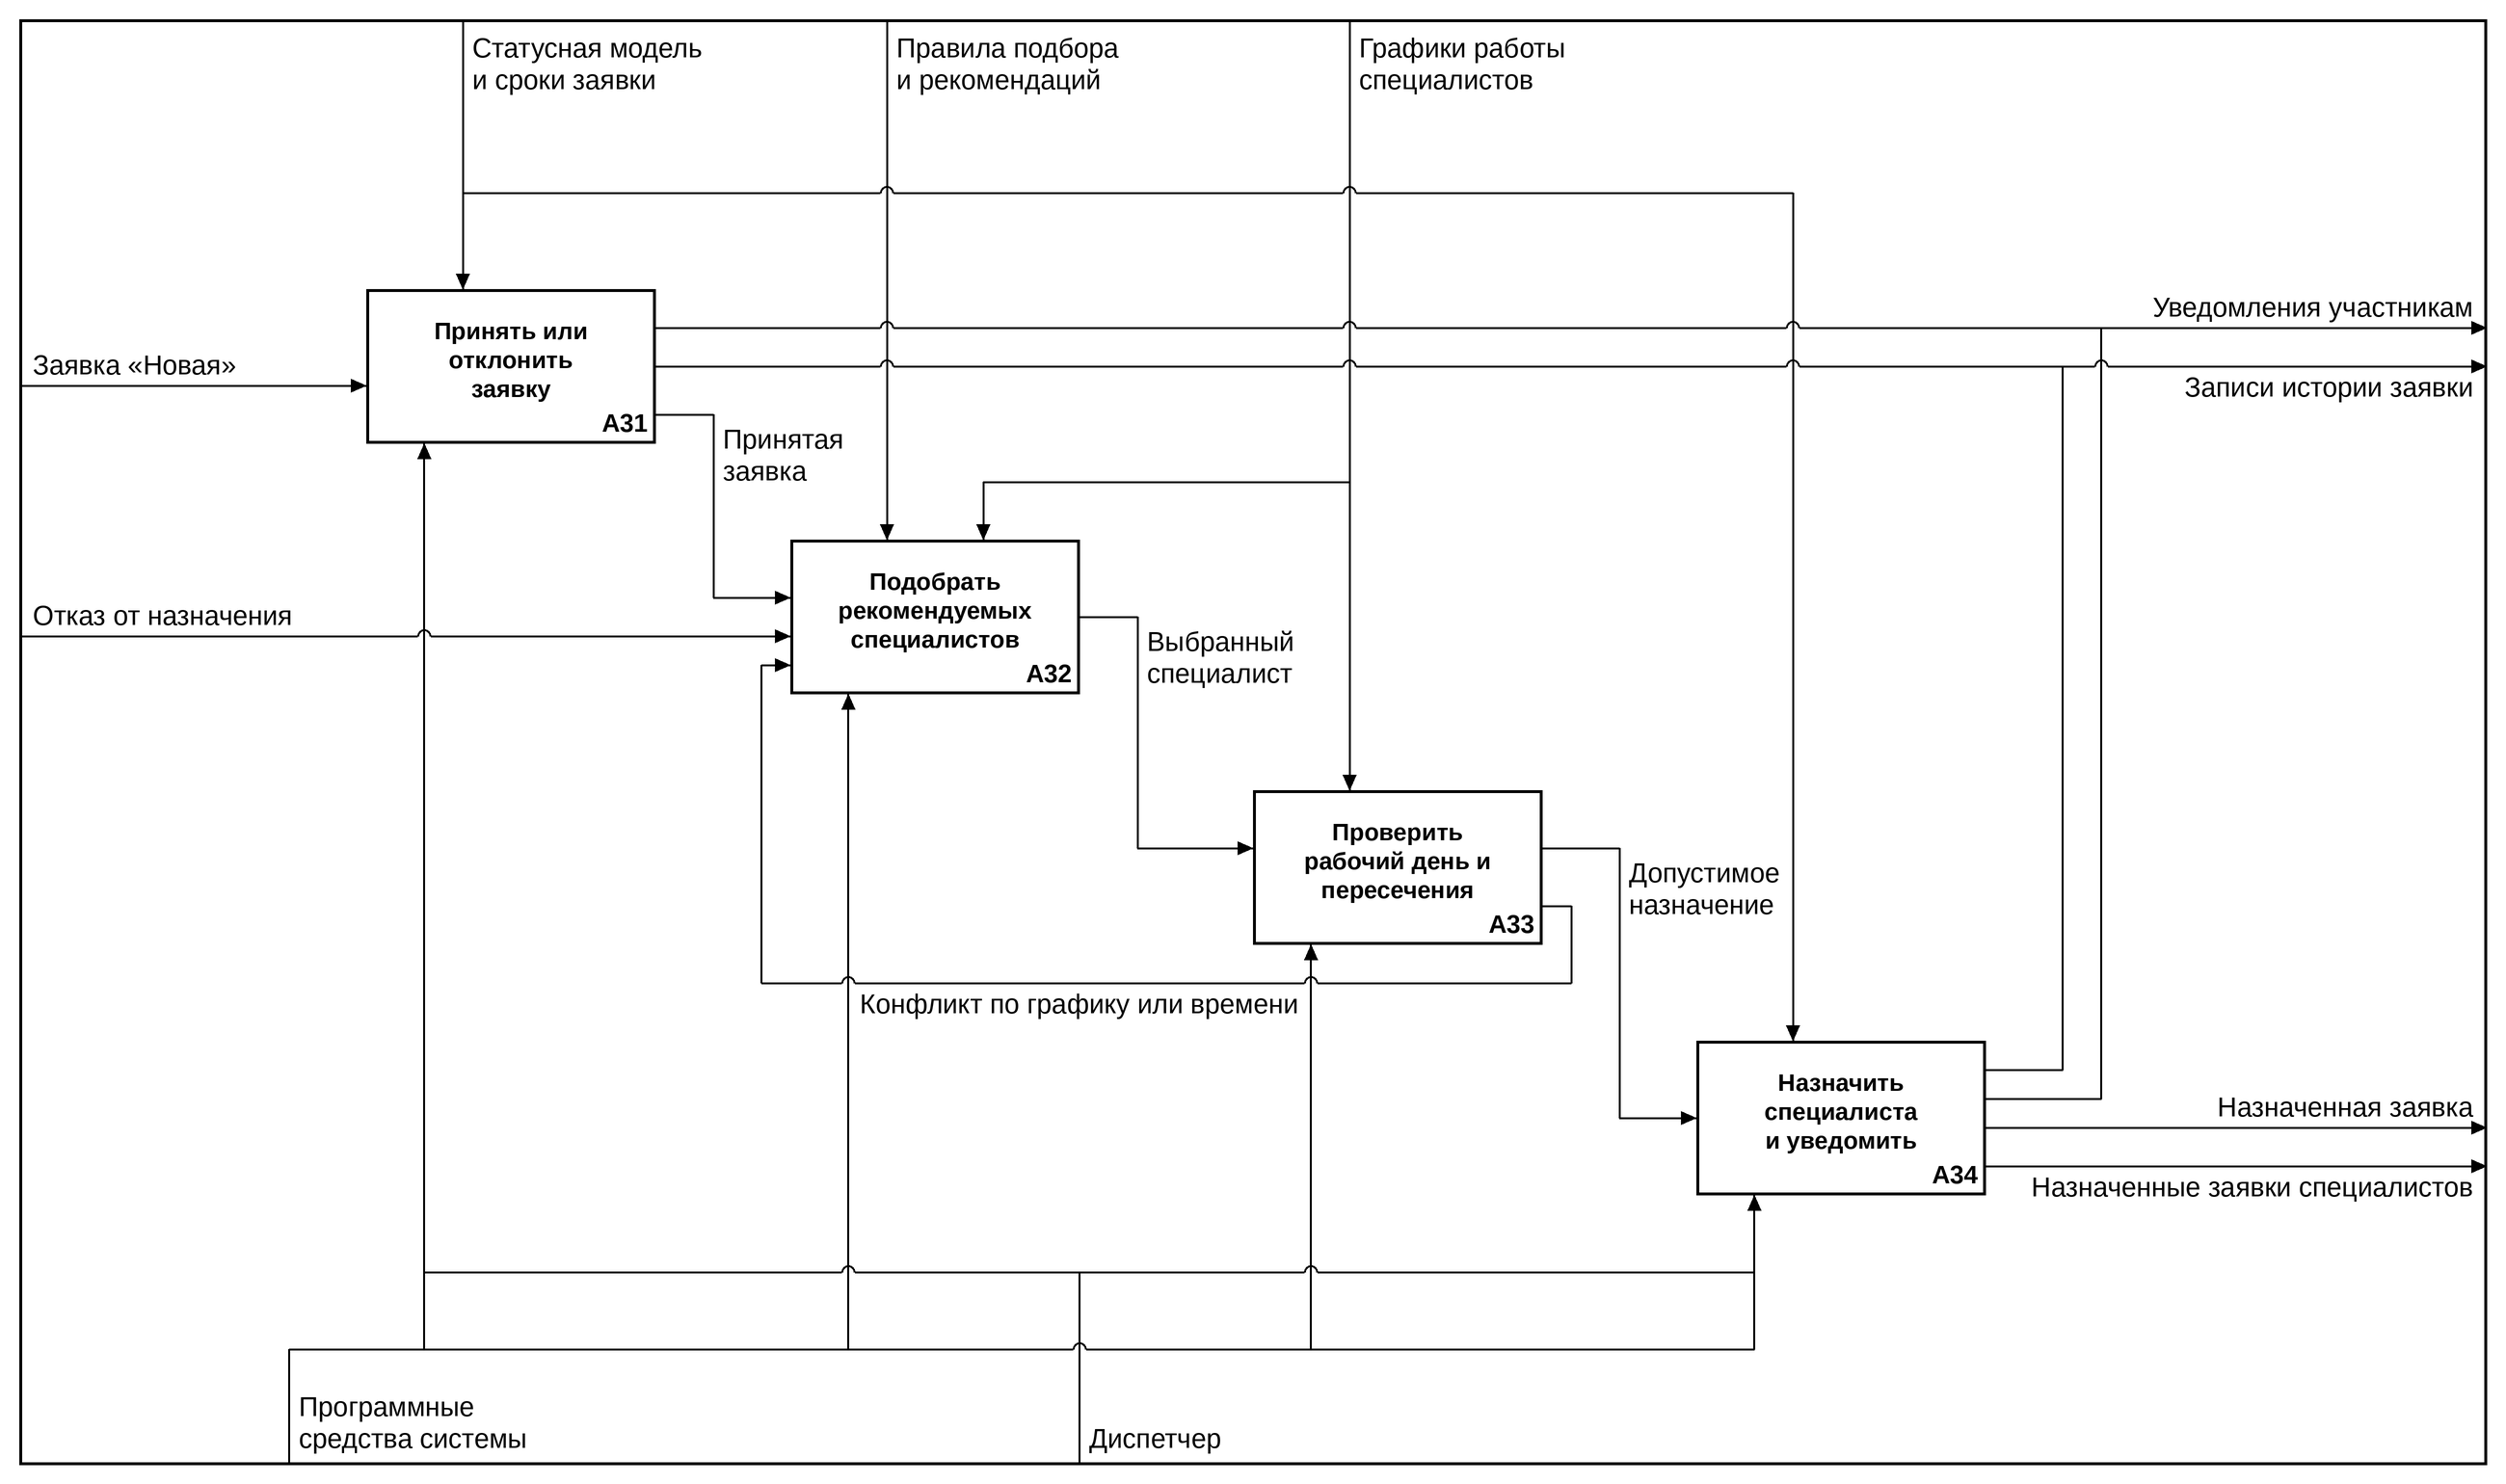 Статусная модель
и сроки заявки
Правила подбора
и рекомендаций
Графики работы
специалистов
Уведомления участникам
Принять или
отклонить
заявку
A31
Заявка «Новая»
Записи истории заявки
Принятая
заявка
Подобрать
рекомендуемых
специалистов
A32
Отказ от назначения
Выбранный
специалист
Проверить
рабочий день и
пересечения
A33
Допустимое
назначение
Конфликт по графику или времени
Назначить
специалиста
и уведомить
A34
Назначенная заявка
Назначенные заявки специалистов
Программные
средства системы
Диспетчер